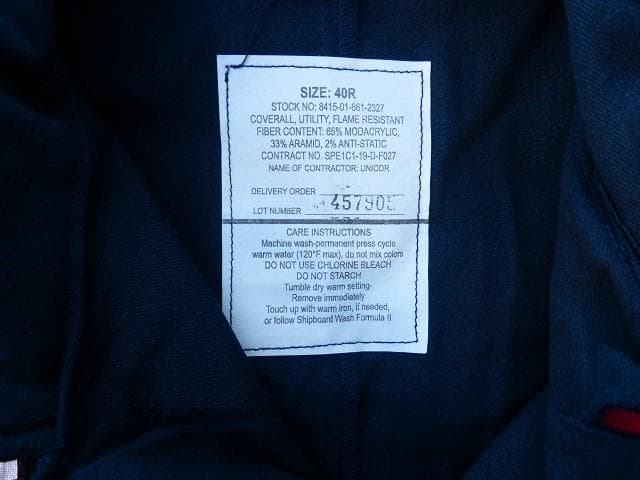 SIZE: 40R
STOCK NO: 8415-01-661-2327
COVERALL, UTILITY, FLAME RESISTANT
FIBER CONTENT: 65% MODACRYLIC,
33% ARAMID, 2% ANTI-STATIC
CONTRACT NO. SPE1C1-19-D-F027
NAME OF CONTRACTOR: UNICOR
DELIVERY ORDER
LOT NUMBER 457905
CARE INSTRUCTIONS
Machine wash-permanent press cycle
warm water (120°F max), do not mix colors
DO NOT USE CHLORINE BLEACH
DO NOT STARCH
Tumble dry warm setting-
Remove immediately
Touch up with warm iron, if needed,
or follow Shipboard Wash Formula II